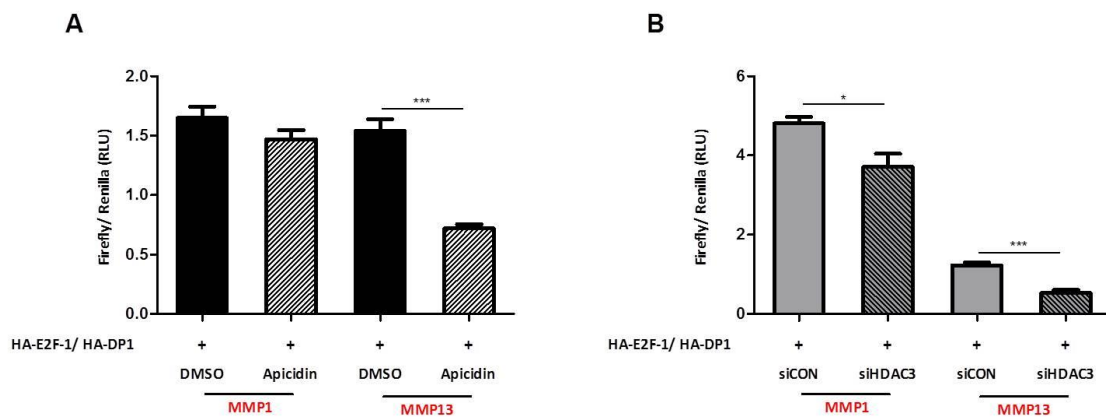 A
B
Firefly/ Renilla (RLU)
2.0
1.5
1.0
0.5
0.0
***
HA-E2F-1/ HA-DP1
+ + + +
DMSO Apicidin DMSO Apicidin
MMP1 MMP13
Firefly/ Renilla (RLU)
6
4
2
0
*
***
HA-E2F-1/ HA-DP1
+ + + +
siCON siHDAC3 siCON siHDAC3
MMP1 MMP13